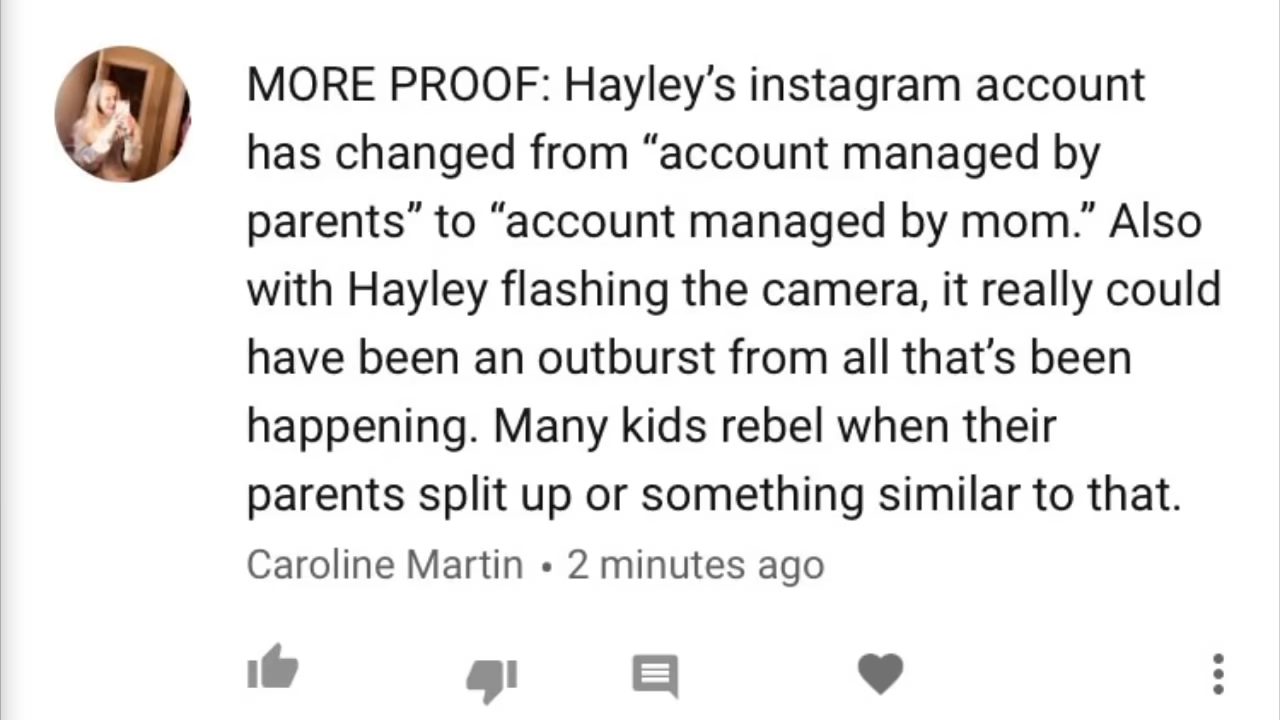 MORE PROOF: Hayley’s instagram account
has changed from “account managed by
parents” to “account managed by mom.” Also
with Hayley flashing the camera, it really could
have been an outburst from all that’s been
happening. Many kids rebel when their
parents split up or something similar to that.
Caroline Martin • 2 minutes ago